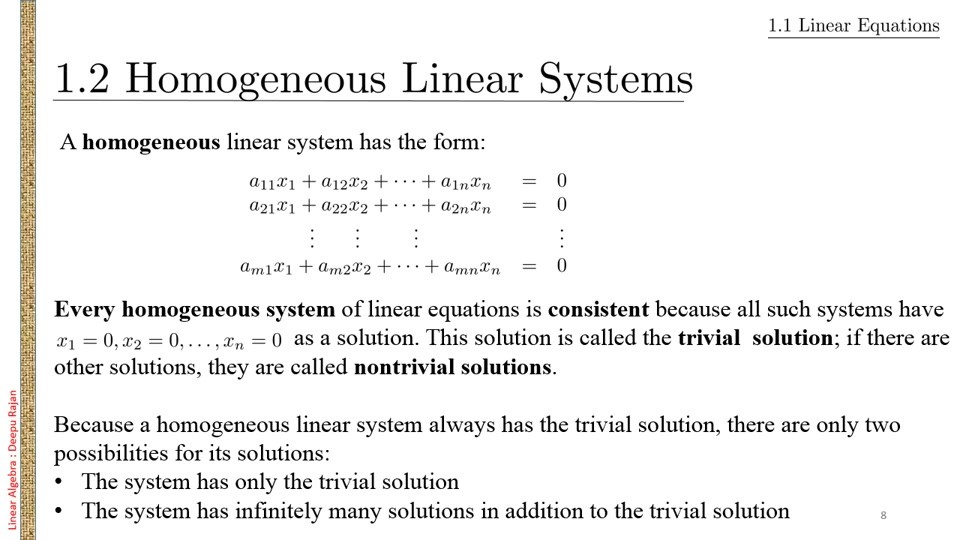 1.1 Linear Equations
1.2 Homogeneous Linear Systems
A homogeneous linear system has the form:
a₁₁x₁ + a₁₂x₂ + ··· + a₁ₙxₙ = 0
a₂₁x₁ + a₂₂x₂ + ··· + a₂ₙxₙ = 0
⋮ ⋮ ⋮ ⋮
aₘ₁x₁ + aₘ₂x₂ + ··· + aₘₙxₙ = 0
Every homogeneous system of linear equations is consistent because all such systems have
x₁ = 0, x₂ = 0, . . . , xₙ = 0 as a solution. This solution is called the trivial solution; if there are
other solutions, they are called nontrivial solutions.
Because a homogeneous linear system always has the trivial solution, there are only two
possibilities for its solutions:
• The system has only the trivial solution
• The system has infinitely many solutions in addition to the trivial solution
8
Linear Algebra : Deepu Rajan